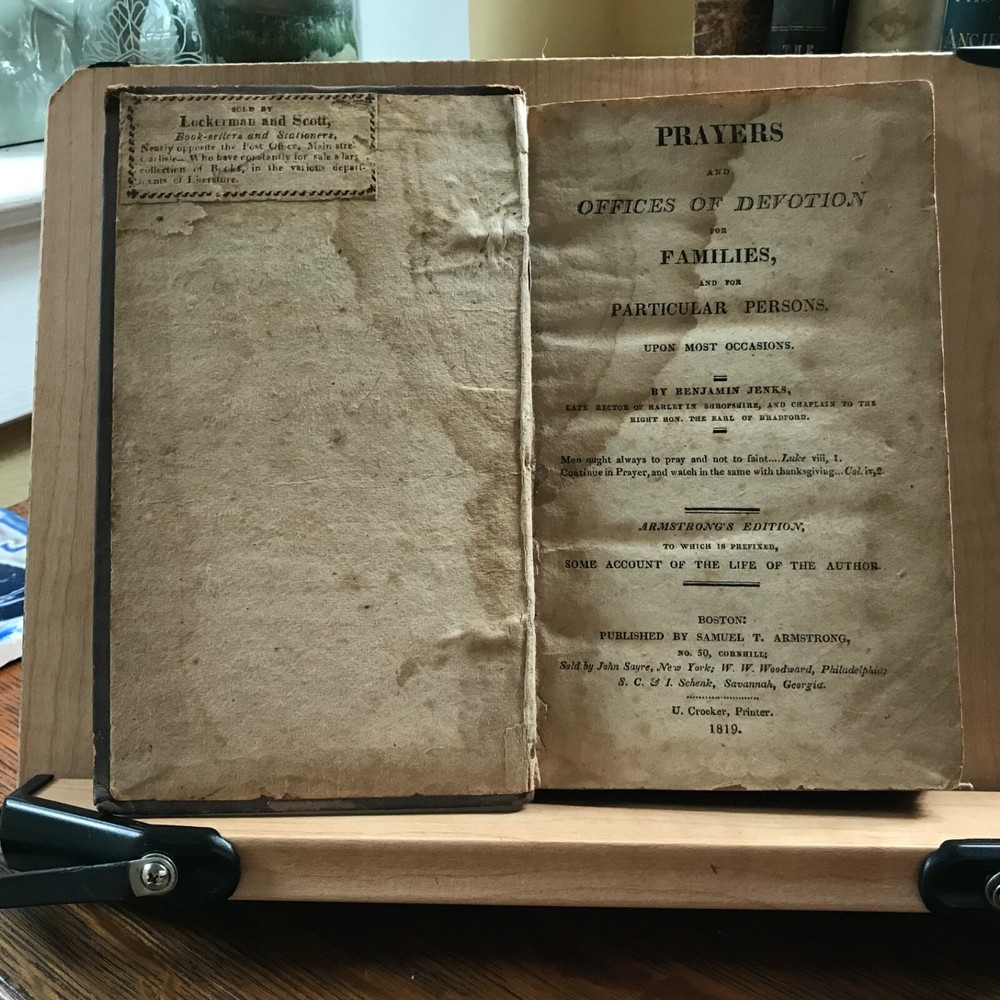 SOLD BY
Lockerman and Scott,
Book-sellers and Stationers,
Nearly opposite the Post Office, Main stre
Carlisle— Who have constantly for sale a larg
collection of Books, in the various depart-
ments of Literature.
PRAYERS
AND
OFFICES OF DEVOTION
FOR
FAMILIES,
AND FOR
PARTICULAR PERSONS,
UPON MOST OCCASIONS.
BY BENJAMIN JENKS,
LATE RECTOR OF HARLEY IN SHROPSHIRE, AND CHAPLAIN TO THE
RIGHT HON. THE EARL OF BRADFORD.
Men ought always to pray and not to faint....Luke viii, 1.
Continue in Prayer, and watch in the same with thanksgiving...Col. iv, 2.
ARMSTRONG'S EDITION,
TO WHICH IS PREFIXED,
SOME ACCOUNT OF THE LIFE OF THE AUTHOR.
BOSTON:
PUBLISHED BY SAMUEL T. ARMSTRONG,
NO. 50, CORNHILL;
Sold by John Sayre, New York; W. W. Woodward, Philadelphia;
S. C. & I. Schenk, Savannah, Georgia.
U. Crocker, Printer.
1819.